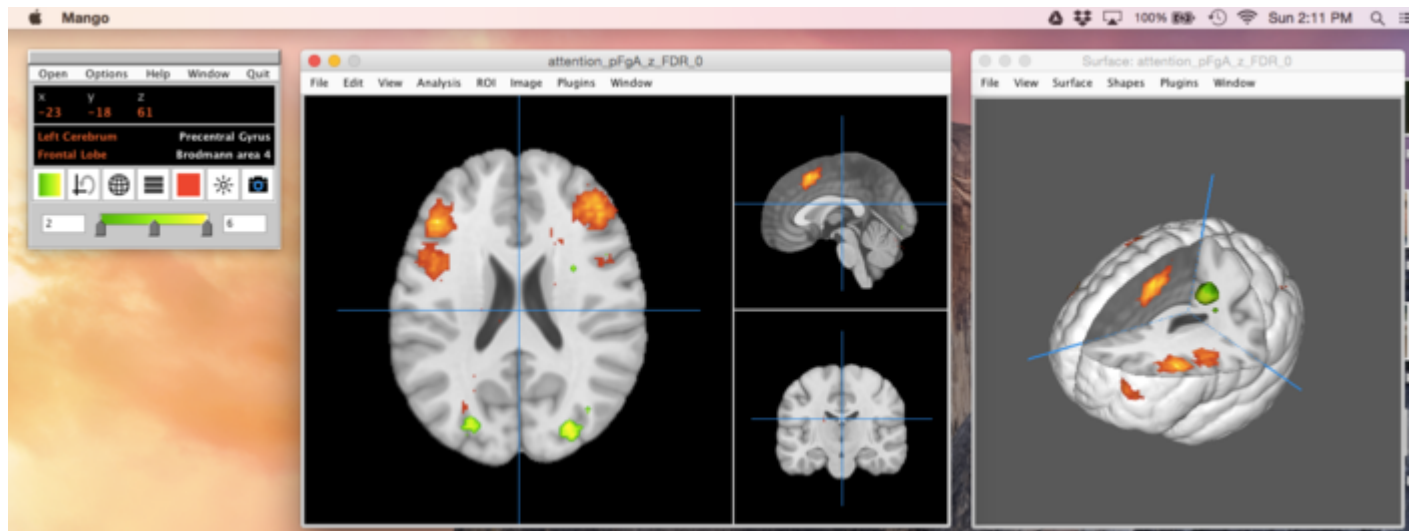 Mango
100%
Sun 2:11 PM
Open Options Help Window Quit
x y z
-23 -18 61
Left Cerebrum Precentral Gyrus
Frontal Lobe Brodmann area 4
2 6
attention_pFgA_z_FDR_0
File Edit View Analysis ROI Image Plugins Window
Surface: attention_pFgA_z_FDR_0
File View Surface Shapes Plugins Window